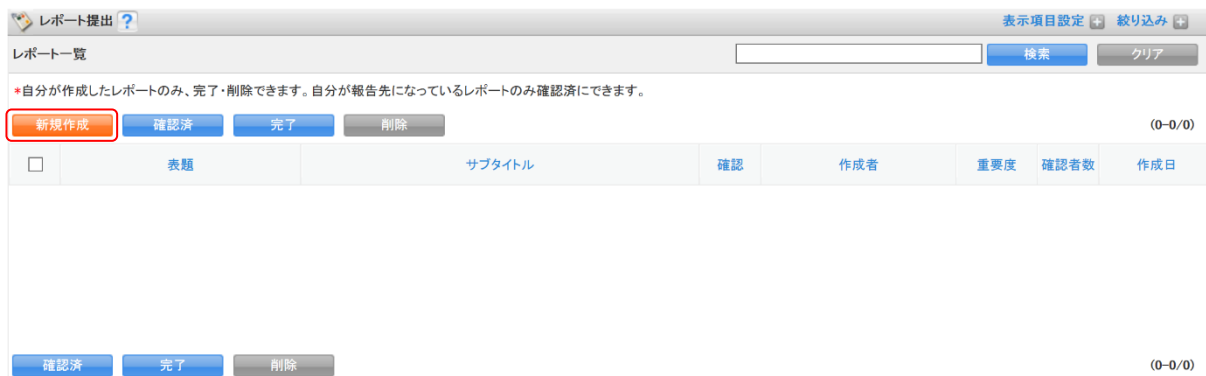 レポート提出 ? 表示項目設定 + 絞り込み +
レポート一覧 検索 クリア
*自分が作成したレポートのみ、完了・削除できます。自分が報告先になっているレポートのみ確認済にできます。
新規作成 確認済 完了 削除 (0-0/0)
表題 サブタイトル 確認 作成者 重要度 確認者数 作成日
確認済 完了 削除 (0-0/0)